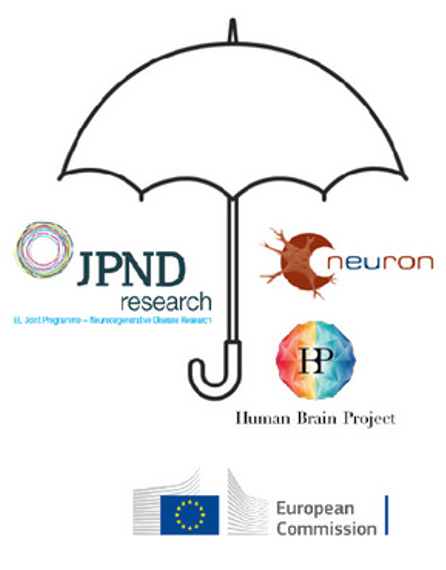 JPND
research
EU Joint Programme – Neurodegenerative Disease Research
neuron
HP
Human Brain Project
European
Commission